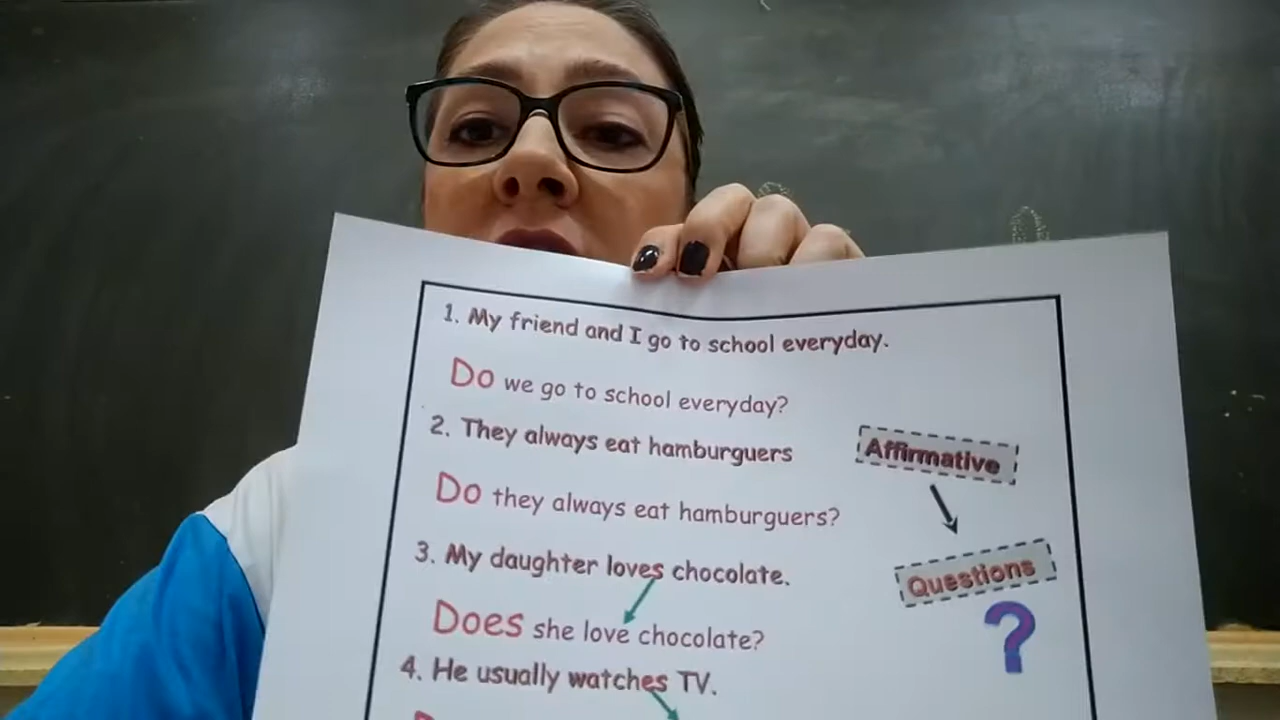 1. My friend and I go to school everyday.
Do we go to school everyday?
2. They always eat hamburguers
Do they always eat hamburguers?
3. My daughter loves chocolate.
Does she love chocolate?
4. He usually watches TV.
Affirmative
Questions
?